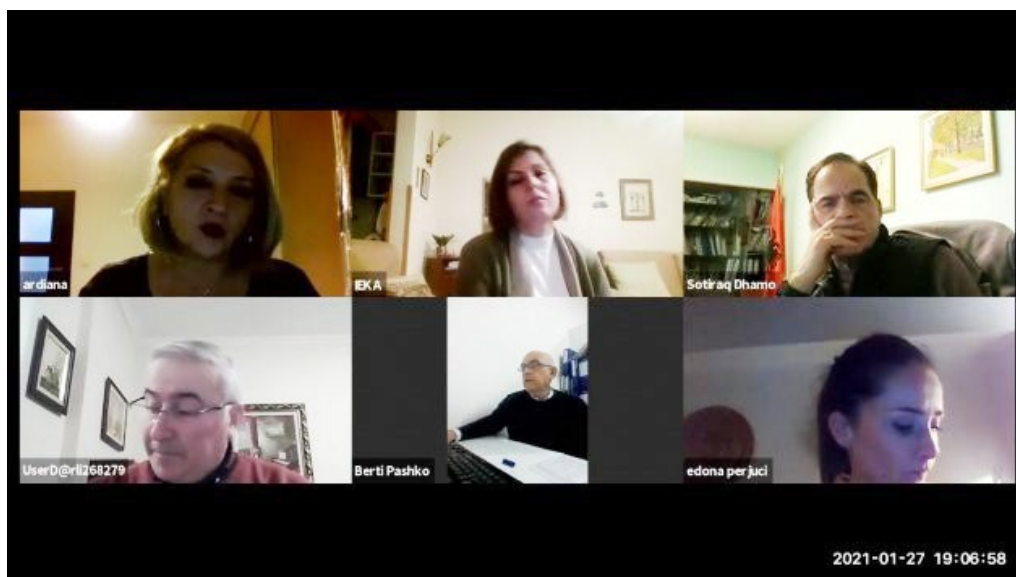 ardiana
IEKA
Sotiraq Dhamo
UserD@rli268279
Berti Pashko
edona perjuci
2021-01-27 19:06:58